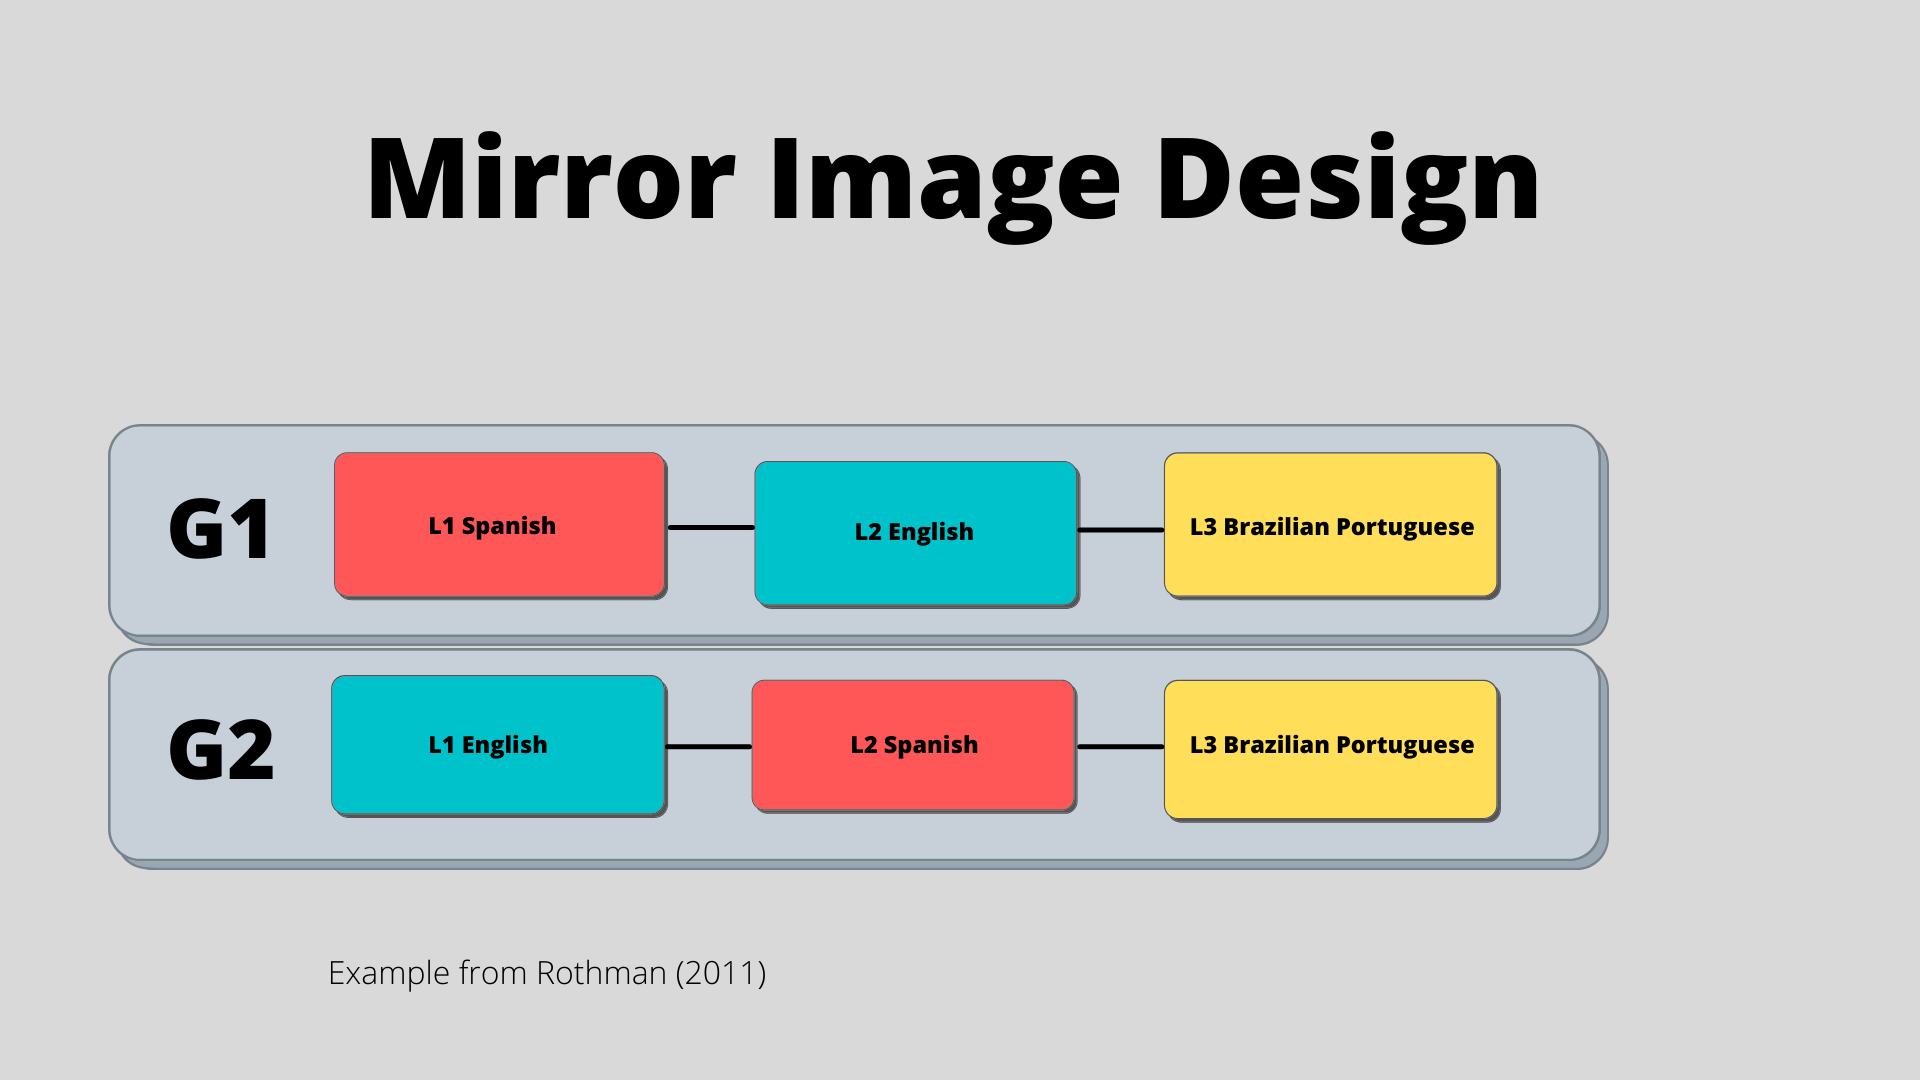 Mirror Image Design
G1
L1 Spanish
L2 English
L3 Brazilian Portuguese
G2
L1 English
L2 Spanish
L3 Brazilian Portuguese
Example from Rothman (2011)